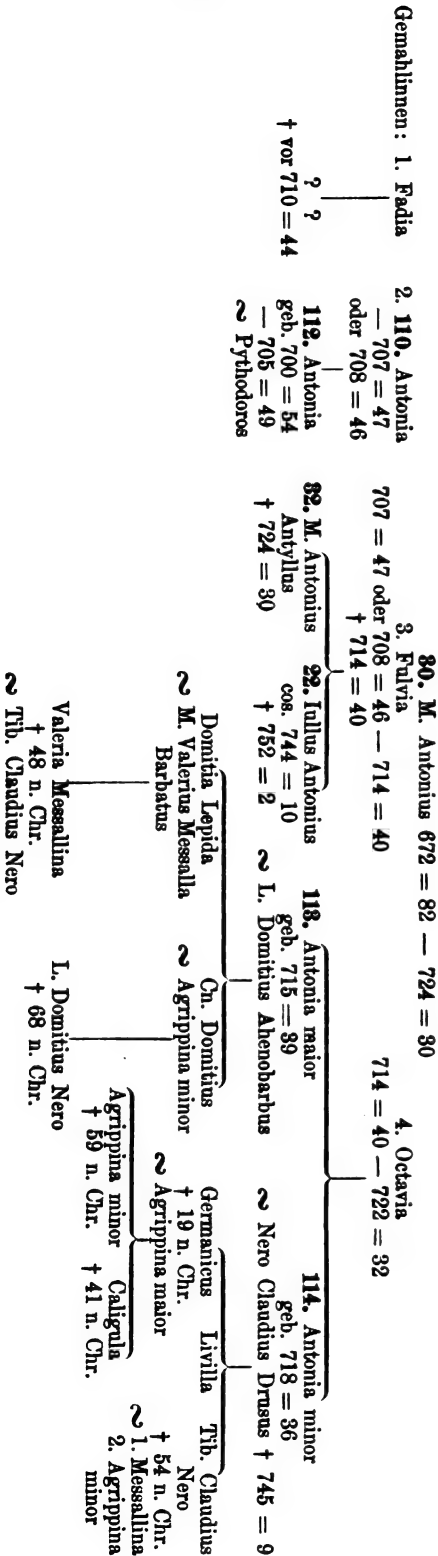 30. M. Antonius 672 = 82 — 724 = 30
Gemahlinnen: 1. Fadia
? ?
† vor 710 = 44
2. 110. Antonia
— 707 = 47
oder 708 = 46
112. Antonia
geb. 700 = 54
— 705 = 49
~ Pythodoros
3. Fulvia
707 = 47 oder 708 = 46 — 714 = 40
† 714 = 40
32. M. Antonius
Antyllus
† 724 = 30
22. Iullus Antonius
cos. 744 = 10
† 752 = 2
4. Octavia
714 = 40 — 722 = 32
113. Antonia maior
geb. 715 = 39
~ L. Domitius Ahenobarbus
114. Antonia minor
geb. 718 = 36
~ Nero Claudius Drusus † 745 = 9
Domitia Lepida
~ M. Valerius Messalla
Barbatus
Cn. Domitius
~ Agrippina minor
Germanicus
† 19 n. Chr.
~ Agrippina maior
Livilla
Tib. Claudius
Nero
† 54 n. Chr.
~ 1. Messallina
2. Agrippina
minor
Valeria Messallina
† 48 n. Chr.
~ Tib. Claudius Nero
L. Domitius Nero
† 68 n. Chr.
Agrippina minor
† 59 n. Chr.
Caligula
† 41 n. Chr.